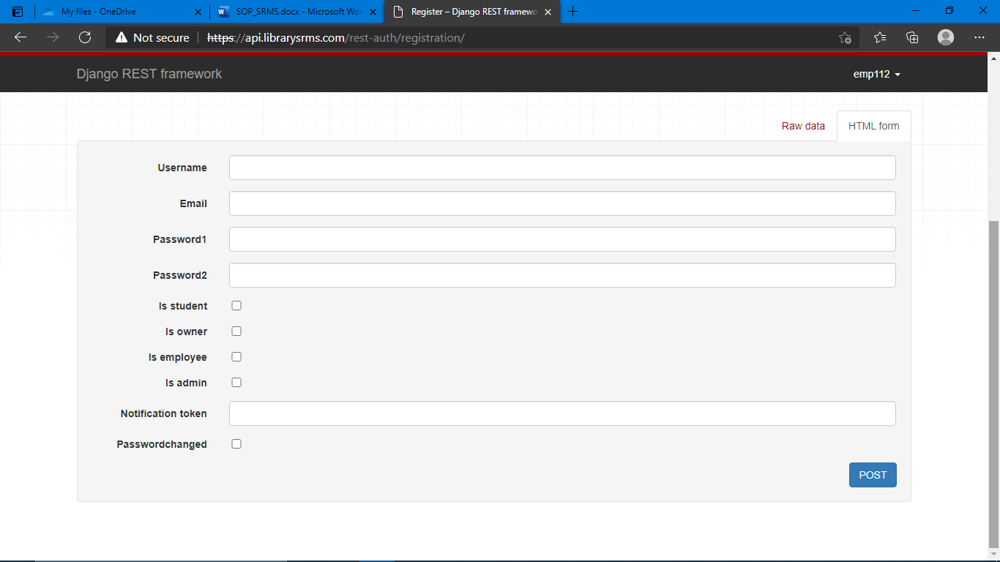 My files - OneDrive
SOP_SRMS.docx - Microsoft Wor
Register – Django REST framewo
Not secure https://api.librarysrms.com/rest-auth/registration/
Django REST framework emp112
Raw data HTML form
Username
Email
Password1
Password2
Is student
Is owner
Is employee
Is admin
Notification token
Passwordchanged
POST